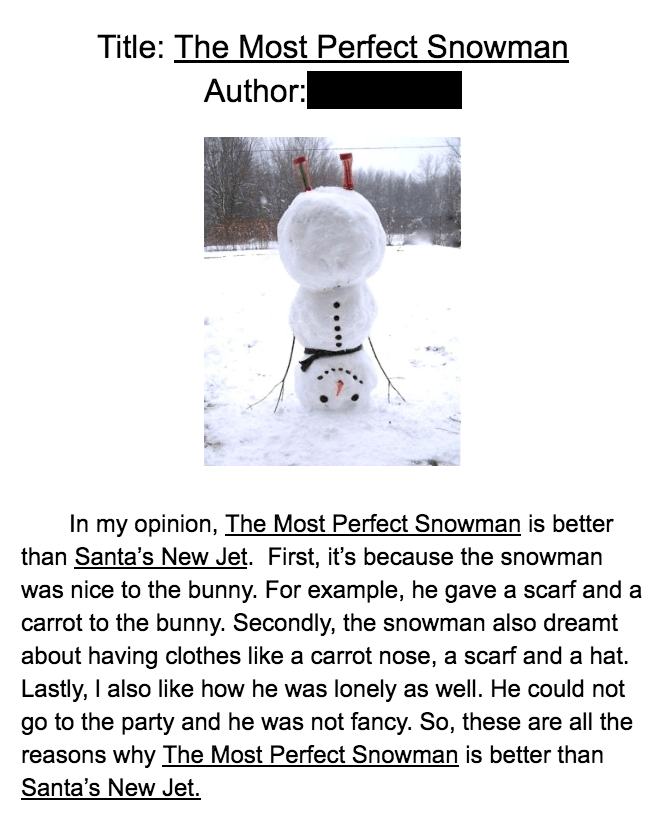 Title: The Most Perfect Snowman
Author:
In my opinion, The Most Perfect Snowman is better
than Santa’s New Jet.  First, it’s because the snowman
was nice to the bunny. For example, he gave a scarf and a
carrot to the bunny. Secondly, the snowman also dreamt
about having clothes like a carrot nose, a scarf and a hat.
Lastly, I also like how he was lonely as well. He could not
go to the party and he was not fancy. So, these are all the
reasons why The Most Perfect Snowman is better than
Santa’s New Jet.